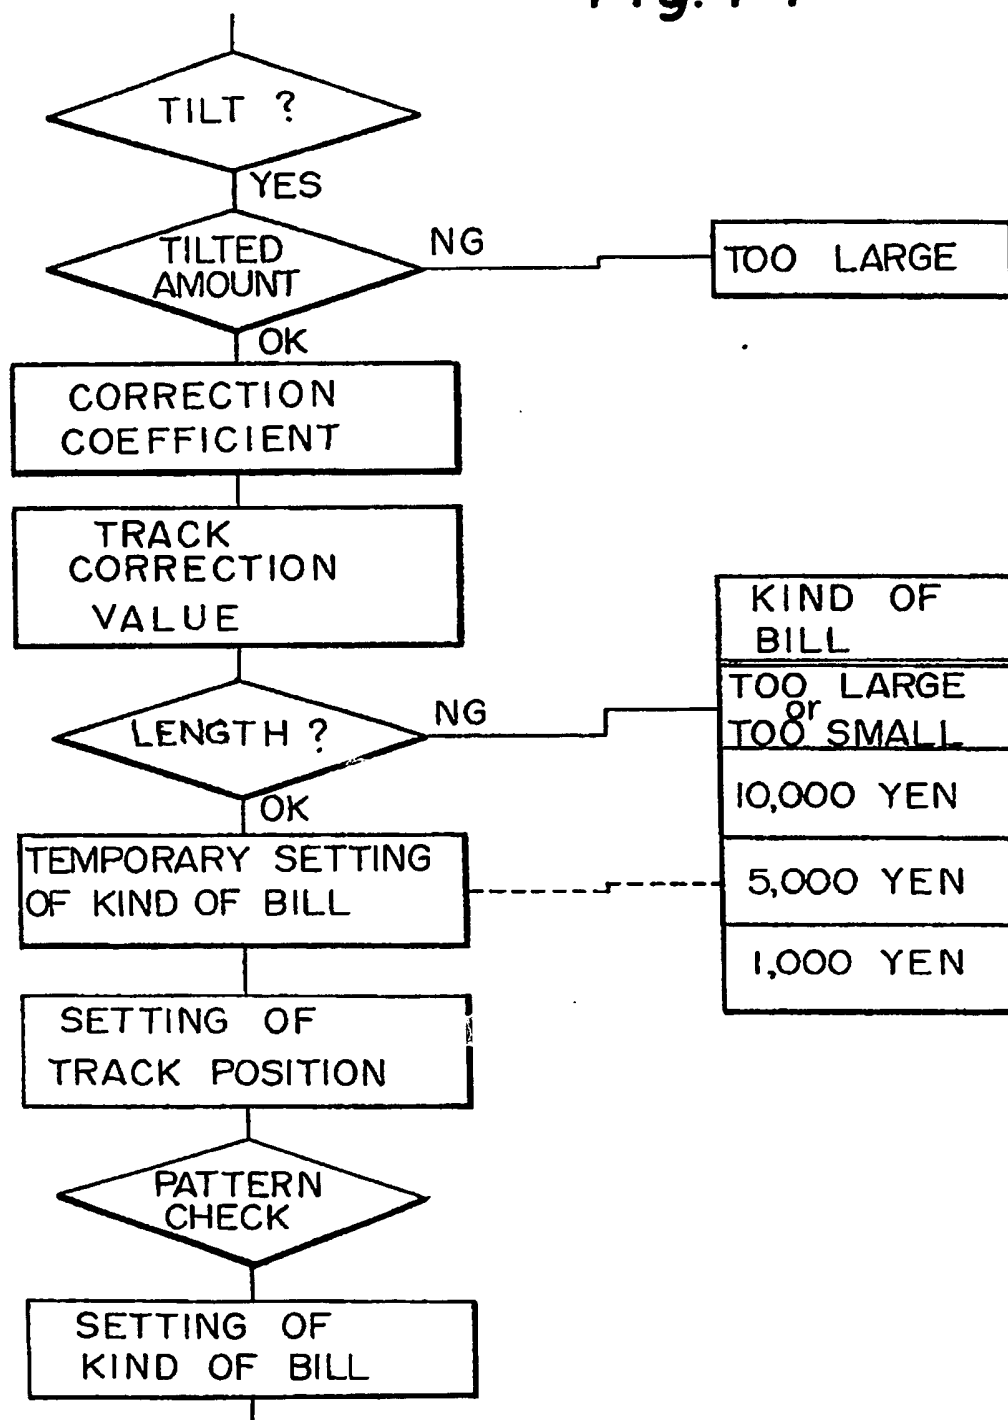 TILT ?
YES
TILTED
AMOUNT
NG
TOO LARGE
OK
CORRECTION
COEFFICIENT
TRACK
CORRECTION
VALUE
LENGTH ?
NG
KIND OF
BILL
TOO LARGE
or
TOO SMALL
10,000 YEN
5,000 YEN
1,000 YEN
OK
TEMPORARY SETTING
OF KIND OF BILL
SETTING OF
TRACK POSITION
PATTERN
CHECK
SETTING OF
KIND OF BILL